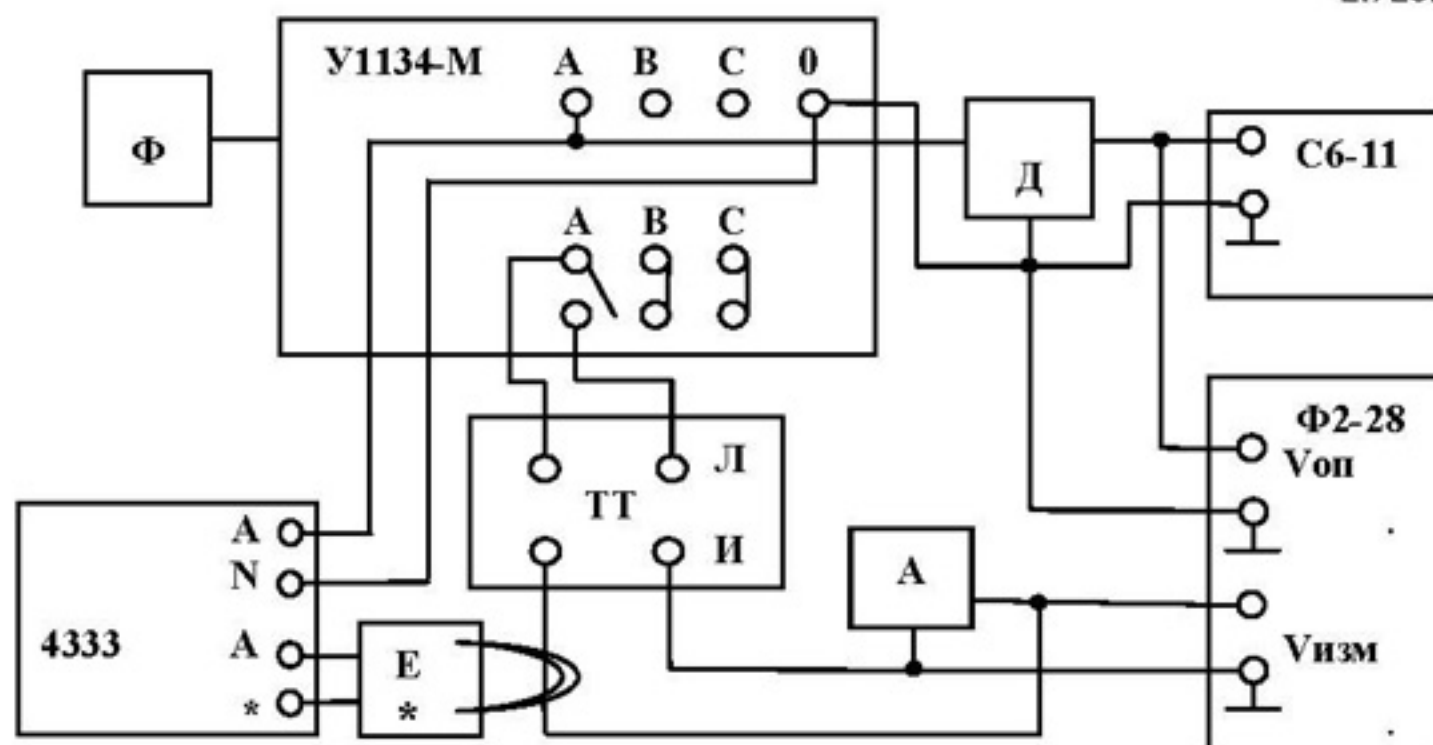 У1134-М А В С 0
Ф
С6-11
Д
А В С
Ф2-28
Vоп
Л
ТТ
И
А
N
А
4333
А
Е
Vизм
*
*